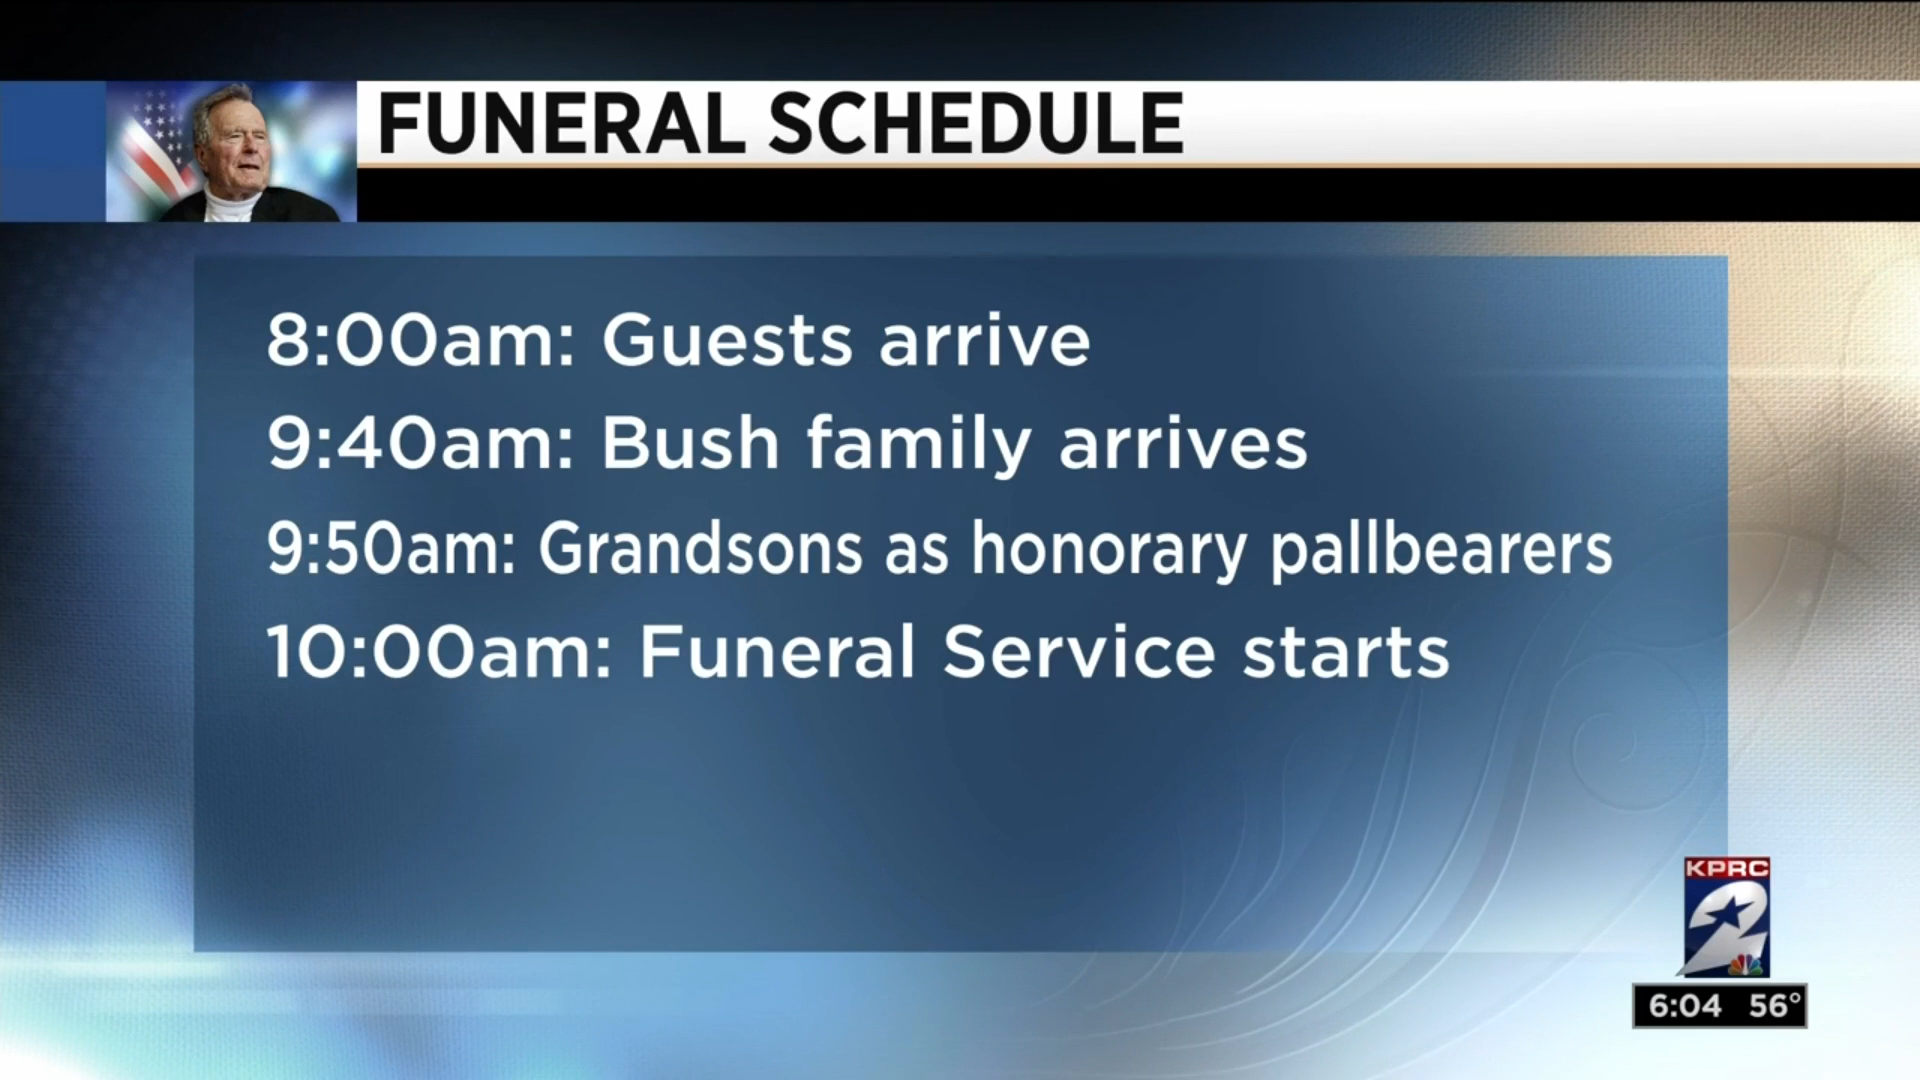 FUNERAL SCHEDULE
8:00am: Guests arrive
9:40am: Bush family arrives
9:50am: Grandsons as honorary pallbearers
10:00am: Funeral Service starts
KPRC
2
6:04 56°